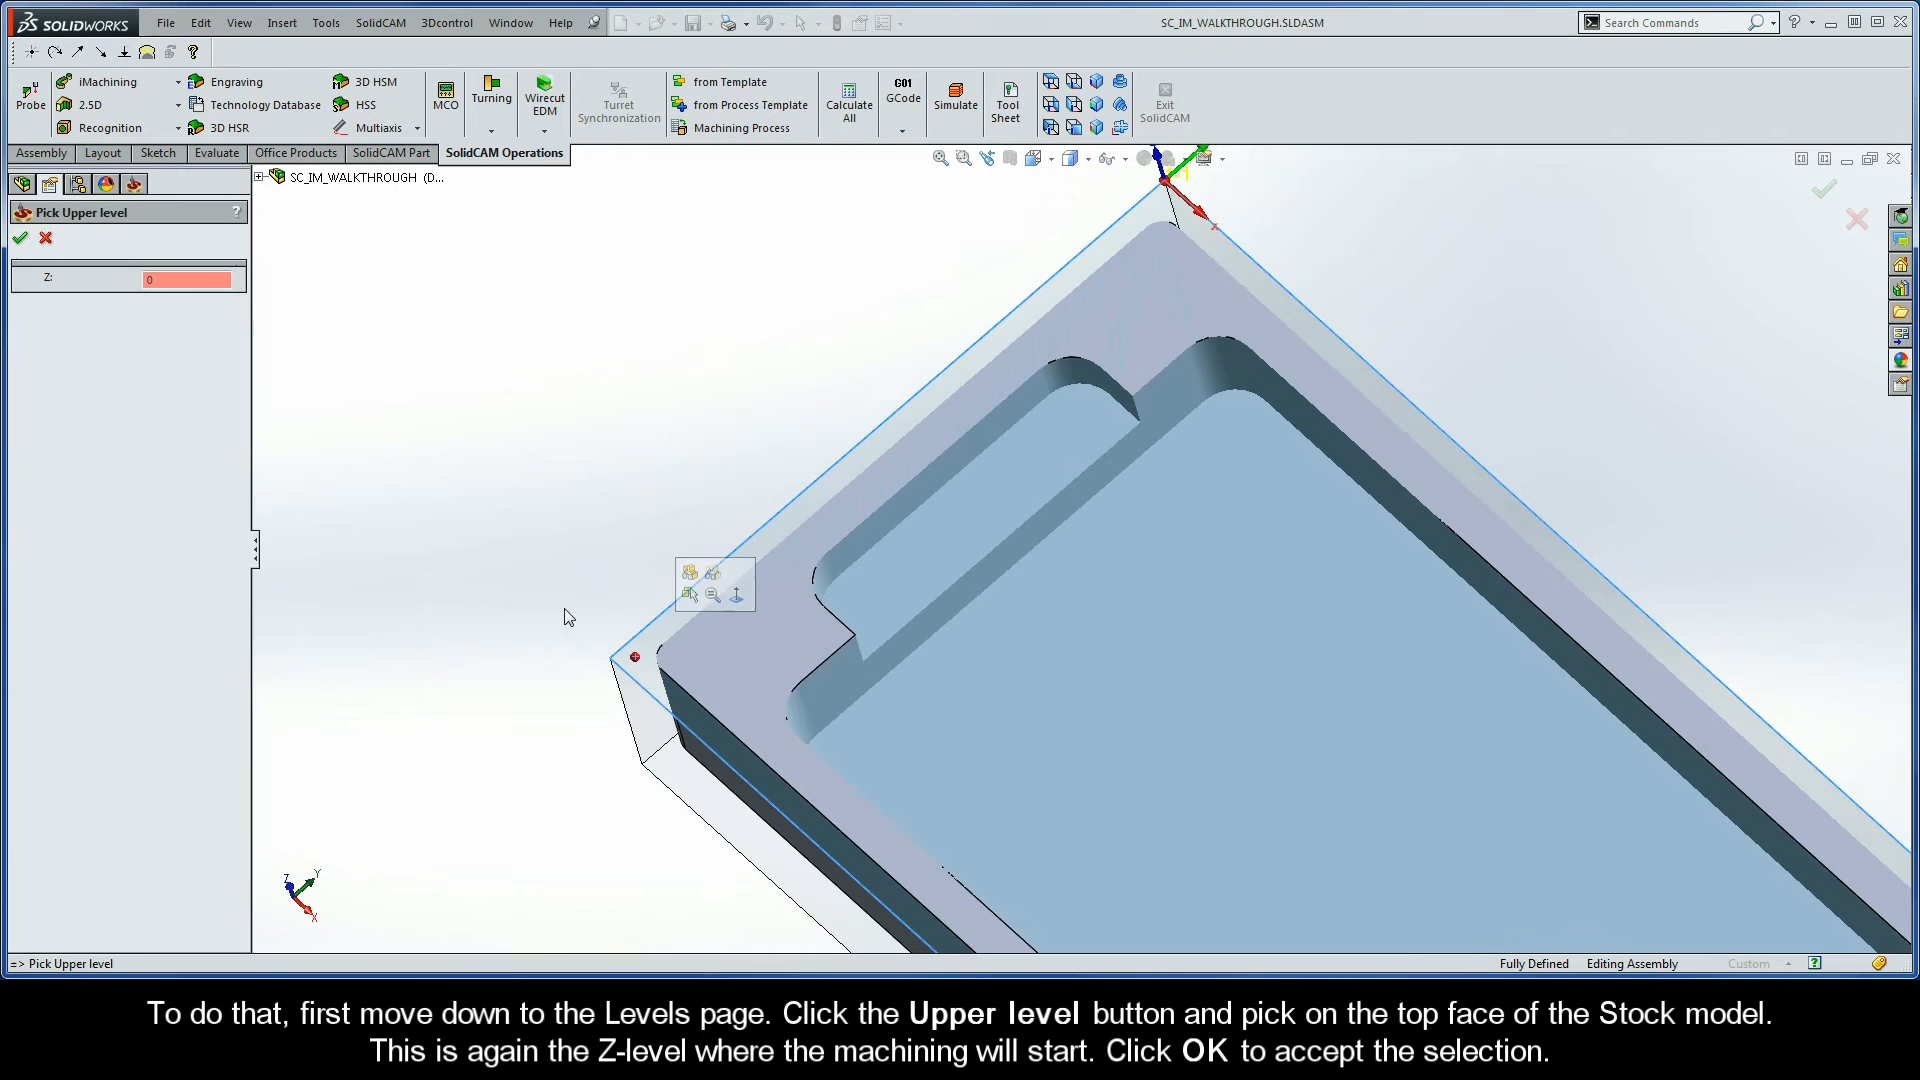 SOLIDWORKS File Edit View Insert Tools SolidCAM 3Dcontrol Window Help SC_IM_WALKTHROUGH.SLDASM Search Commands
iMachining Engraving 3D HSM from Template
Probe 2.5D Technology Database HSS MCO Turning Wirecut EDM Turret Synchronization from Process Template Calculate All G01 GCode Simulate Tool Sheet Exit SolidCAM
Recognition 3D HSR Multiaxis Machining Process
Assembly Layout Sketch Evaluate Office Products SolidCAM Part SolidCAM Operations
SC_IM_WALKTHROUGH (D...
Pick Upper level ?
Z: 0
x
Z Y
X
=> Pick Upper level Fully Defined Editing Assembly Custom
To do that, first move down to the Levels page. Click the Upper level button and pick on the top face of the Stock model.
This is again the Z-level where the machining will start. Click OK to accept the selection.